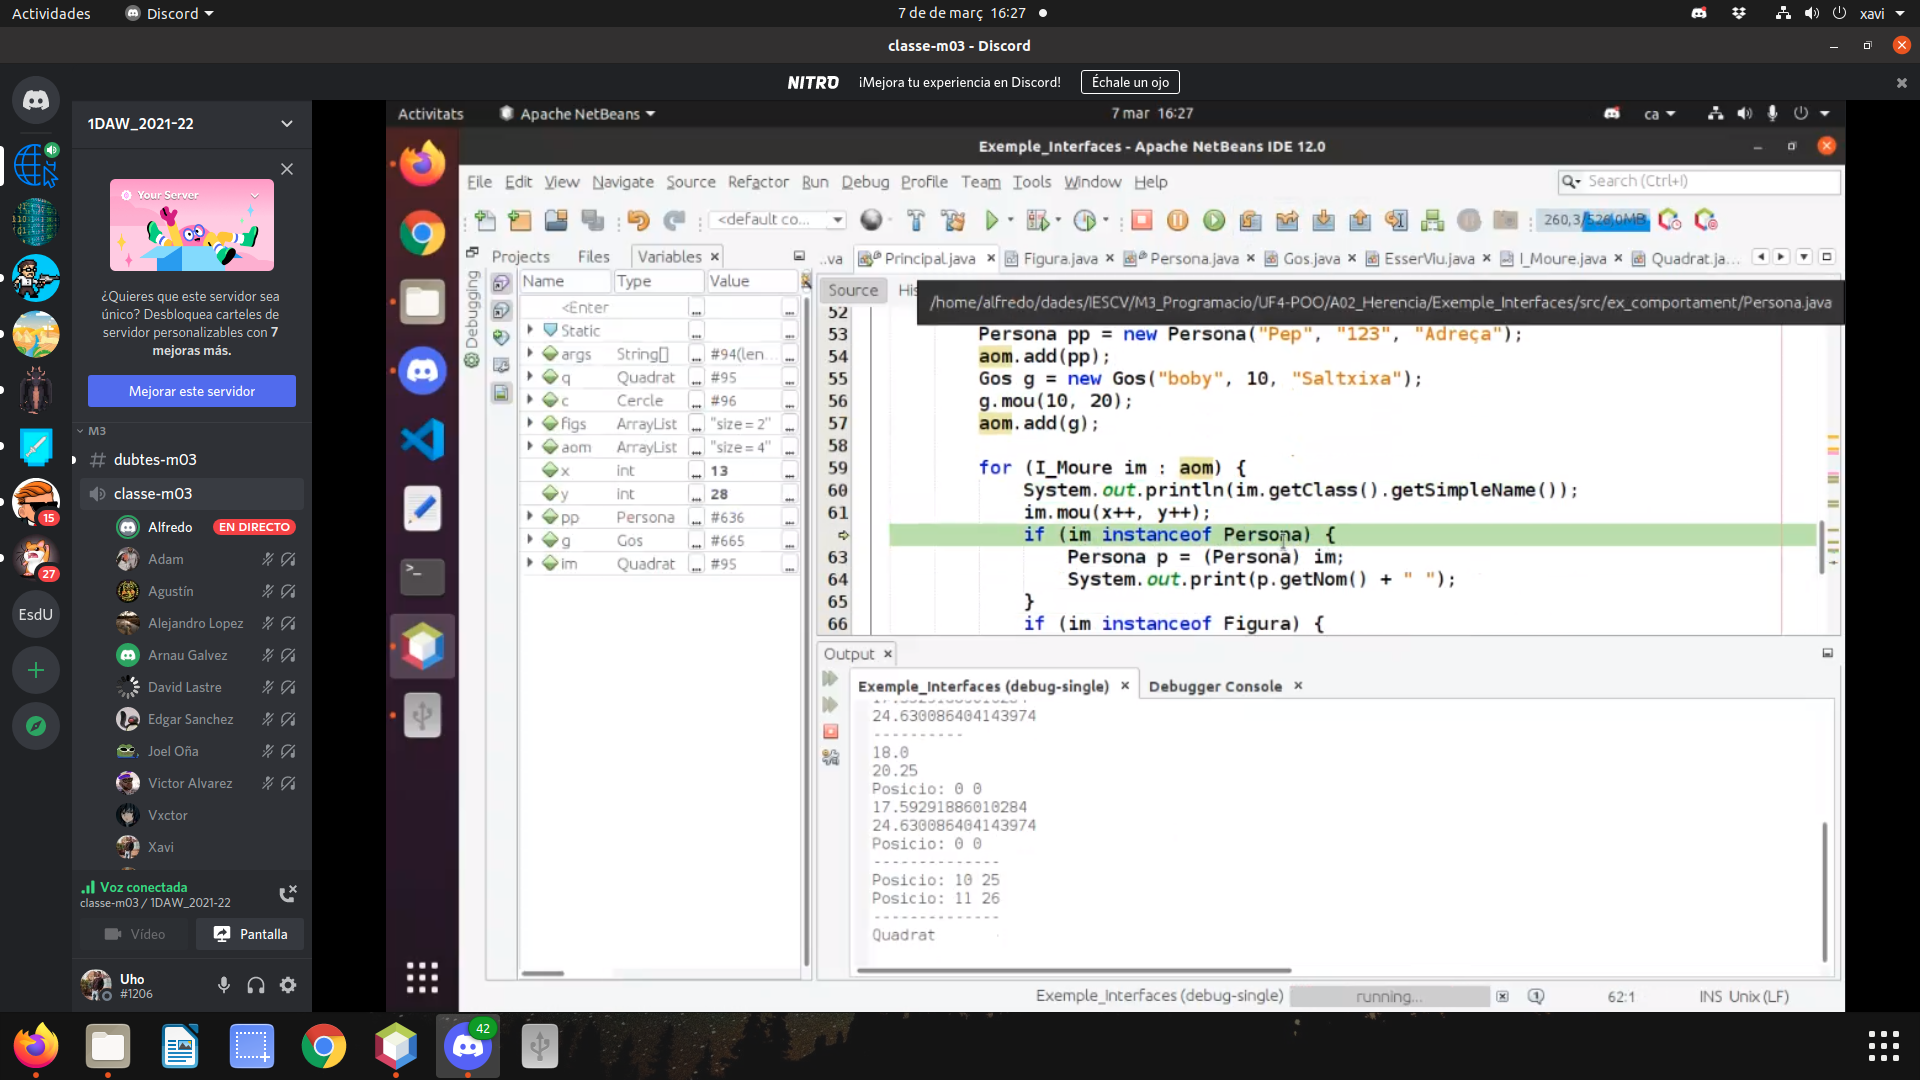 Actividades
Discord
7 de de març 16:27
xavi
classe-m03 - Discord
NITRO
¡Mejora tu experiencia en Discord!
Échale un ojo
1DAW_2021-22
Your Server
¿Quieres que este servidor sea
único? Desbloquea carteles de
servidor personalizables con 7
mejoras más.
Mejorar este servidor
M3
# dubtes-m03
classe-m03
Alfredo EN DIRECTO
Adam
Agustín
Alejandro Lopez
Arnau Galvez
David Lastre
Edgar Sanchez
Joel Oña
Victor Alvarez
Vxctor
Xavi
15
27
EsdU
Voz conectada
classe-m03 / 1DAW_2021-22
Vídeo
Pantalla
Uho
#1206
Activitats
Apache NetBeans
7 mar 16:27
ca
Exemple_Interfaces - Apache NetBeans IDE 12.0
File Edit View Navigate Source Refactor Run Debug Profile Team Tools Window Help
Search (Ctrl+I)
<default co...
260,3/526,0MB
Projects Files Variables
Debugging
Name Type Value
<Enter
Static
args String[] #94(len...
q Quadrat #95
c Cercle #96
figs ArrayList "size = 2"
aom ArrayList "size = 4"
x int 13
y int 28
pp Persona #636
g Gos #665
im Quadrat #95
...va Principal.java Figura.java Persona.java Gos.java EsserViu.java I_Moure.java Quadrat.ja...
Source His
/home/alfredo/dades/IESCV/M3_Programacio/UF4-POO/A02_Herencia/Exemple_Interfaces/src/ex_comportament/Persona.java
52
53 Persona pp = new Persona("Pep", "123", "Adreça");
54 aom.add(pp);
55 Gos g = new Gos("boby", 10, "Saltxixa");
56 g.mou(10, 20);
57 aom.add(g);
58
59 for (I_Moure im : aom) {
60 System.out.println(im.getClass().getSimpleName());
61 im.mou(x++, y++);
if (im instanceof Persona) {
63 Persona p = (Persona) im;
64 System.out.print(p.getNom() + " ");
65 }
66 if (im instanceof Figura) {
Output
Exemple_Interfaces (debug-single) Debugger Console
24.630086404143974
----------
18.0
20.25
Posicio: 0 0
17.59291886010284
24.630086404143974
Posicio: 0 0
--------------
Posicio: 10 25
Posicio: 11 26
--------------
Quadrat
Exemple_Interfaces (debug-single) running... 62:1 INS Unix (LF)
42